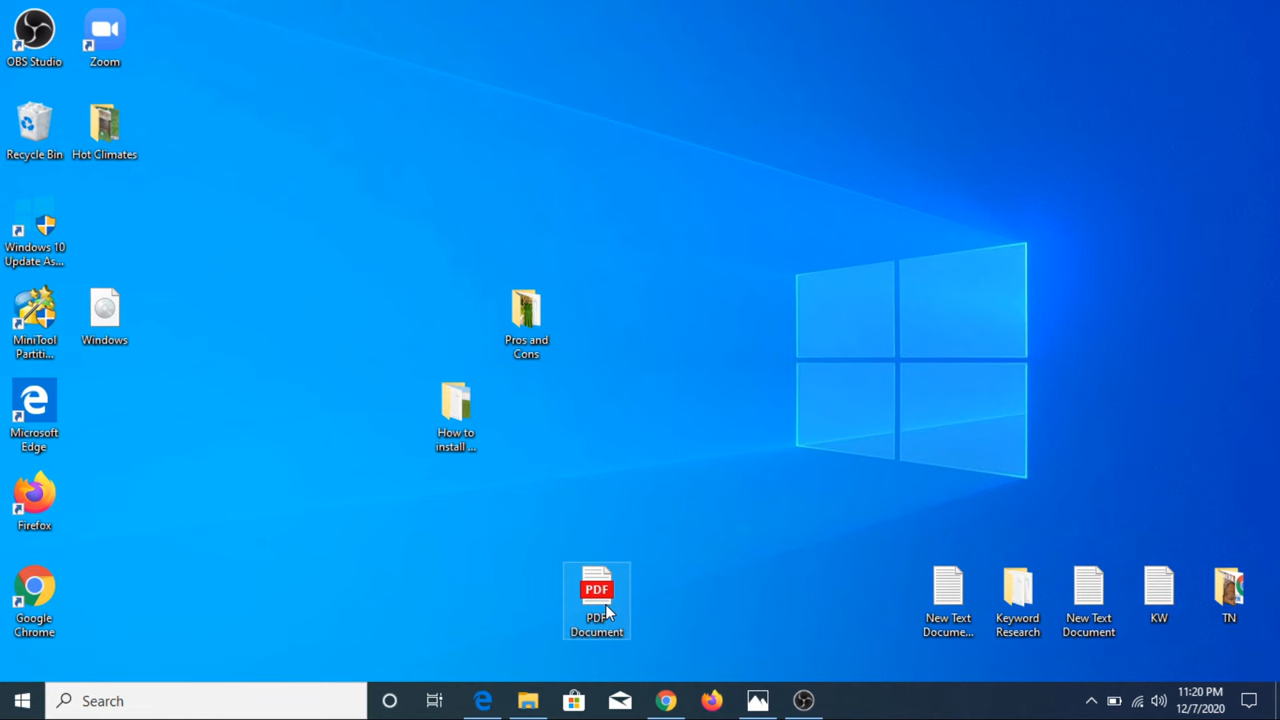 OBS Studio
Zoom
Recycle Bin
Hot Climates
Windows 10
Update As...
MiniTool
Partiti...
Windows
Pros and
Cons
Microsoft
Edge
How to
install ...
Firefox
Google
Chrome
PDF
PDF
Document
New Text
Docume...
Keyword
Research
New Text
Document
KW
TN
Search
11:20 PM
12/7/2020